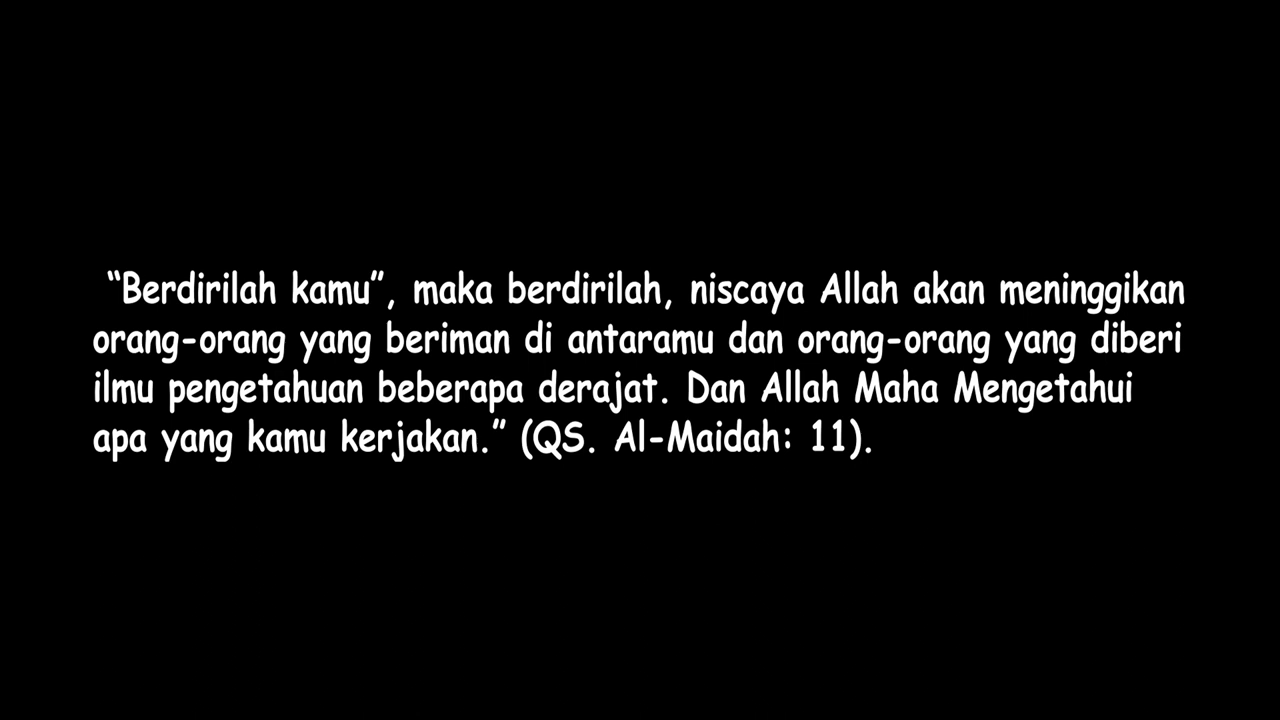 “Berdirilah kamu”, maka berdirilah, niscaya Allah akan meninggikan
orang-orang yang beriman di antaramu dan orang-orang yang diberi
ilmu pengetahuan beberapa derajat. Dan Allah Maha Mengetahui
apa yang kamu kerjakan.” (QS. Al-Maidah: 11).